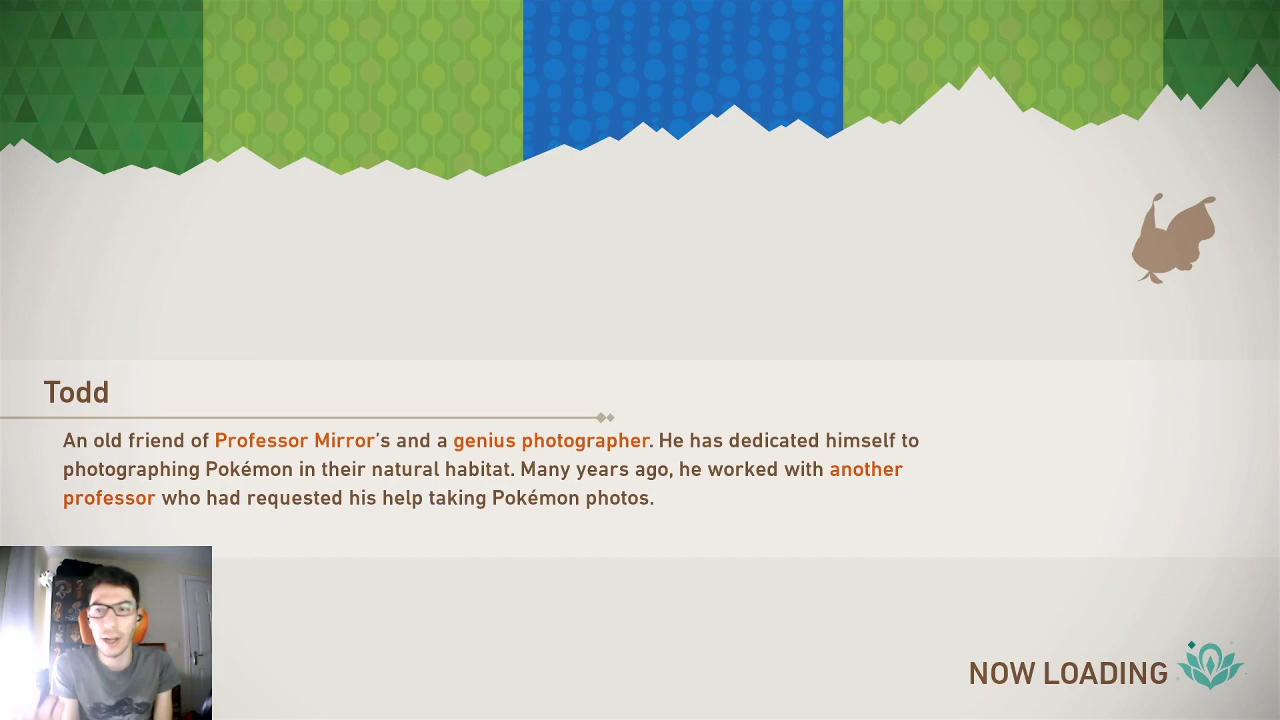 Todd
An old friend of Professor Mirror's and a genius photographer. He has dedicated himself to
photographing Pokémon in their natural habitat. Many years ago, he worked with another
professor who had requested his help taking Pokémon photos.
NOW LOADING